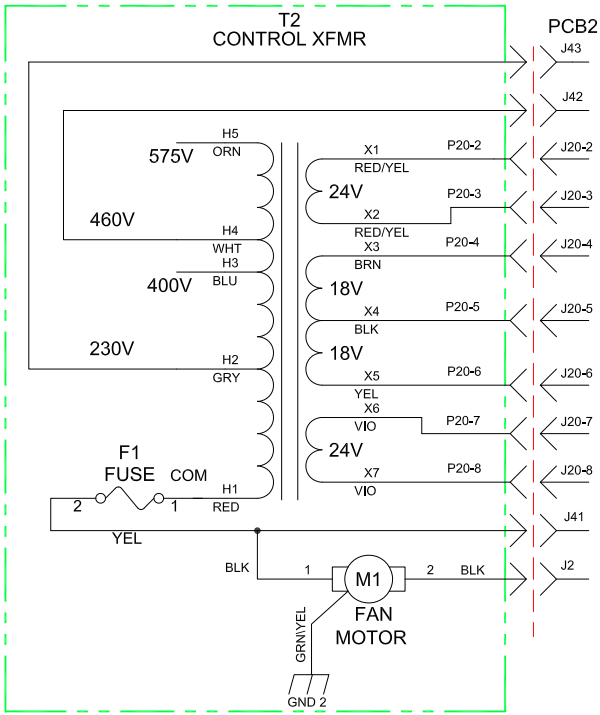 T2
CONTROL XFMR
PCB2
J43
J42
H5
575V
ORN
X1
P20-2
J20-2
RED/YEL
24V
P20-3
J20-3
X2
RED/YEL
460V
H4
WHT
X3
P20-4
J20-4
BRN
H3
400V
BLU
18V
X4
P20-5
J20-5
BLK
230V
H2
GRY
18V
X5
P20-6
J20-6
YEL
X6
VIO
P20-7
J20-7
24V
F1
FUSE
COM
X7
P20-8
J20-8
VIO
2
1
H1
RED
YEL
J41
BLK
1
M1
2
BLK
J2
FAN
MOTOR
GRN\YEL
GND 2